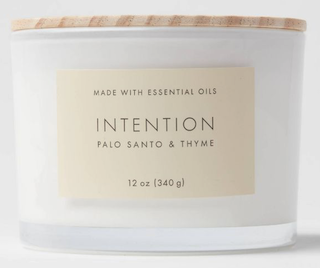 MADE WITH ESSENTIAL OILS
INTENTION
PALO SANTO & THYME
12 oz (340 g)